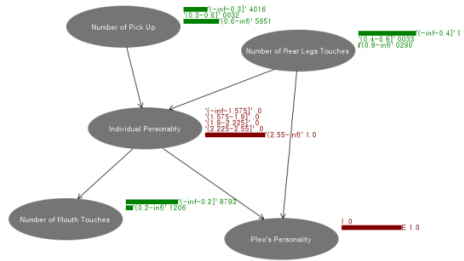 Number of Pick Up
'(-inf-0.3]' 4016
'(0.3-0.6]' 0032
'(0.6-inf)' 5951
Number of Rear Legs Touches
'(-inf-0.4]'
'(0.4-0.8]' 0033
'(0.8-inf)' 0290
Individual Personality
'(-inf-1.575]' .0
'(1.575-1.9]' .0
'(1.9-2.225]' .0
'(2.225-2.55]' .0
'(2.55-inf)' 1.0
Number of Mouth Touches
'(-inf-0.2]' 8793
'(0.2-inf)' 1206
Pleo's Personality
I .0
E 1.0